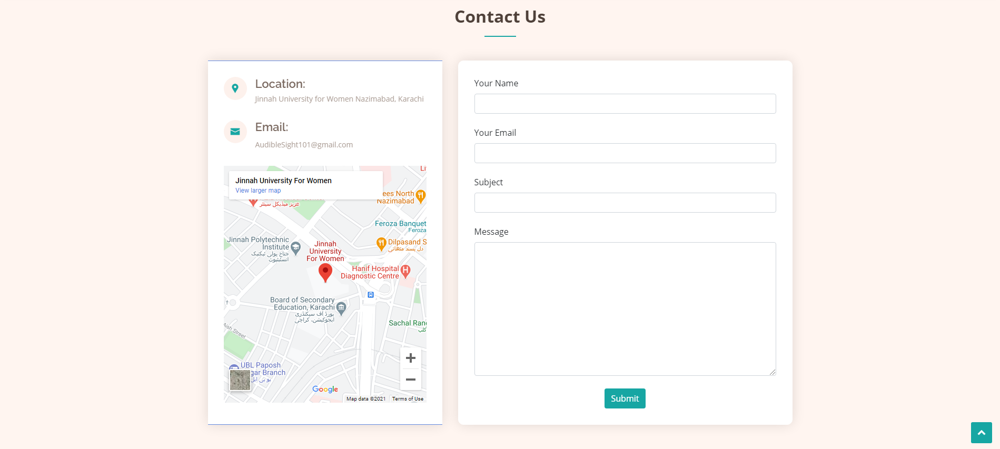 Contact Us
Location:
Jinnah University for Women Nazimabad, Karachi
Email:
AudibleSight101@gmail.com
Jinnah University For Women
View larger map
عزیز میڈیکل سینٹر
ees North
Nazimabad
Feroza Banquet
Feroza
Jinnah Polytechnic
Institute
جناح پولی ٹیکنیک
انسٹیٹیوٹ
Jinnah
University
For Women
Dilpasand S
دل پسند مٹھائی
Hanif Hospital
Diagnostic Centre
Board of Secondary
Education, Karachi
بورڈ آف سیکنڈری
ایجوکیشن، کراچی
Sachal Rang
کلب
Aish Street
UBL Paposh
gar Branch
یو بی ایل
Google
Map data ©2021
Terms of Use
Your Name
Your Email
Subject
Message
Submit